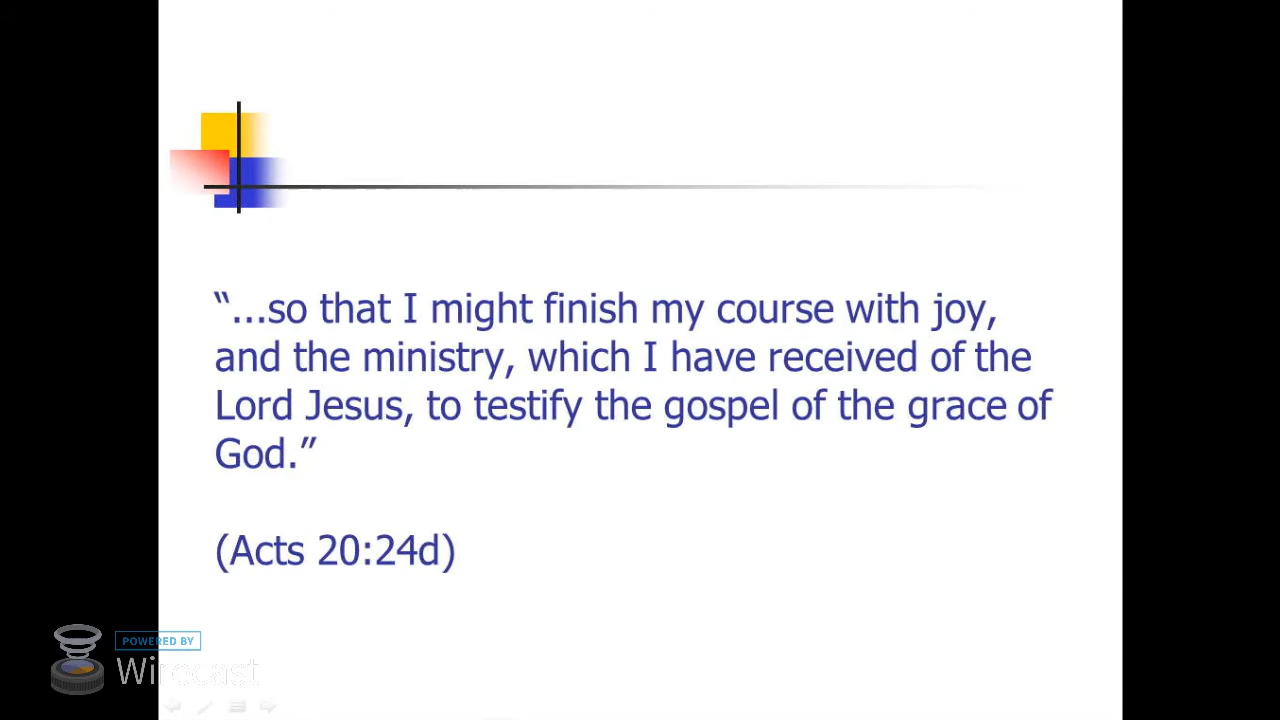 “...so that I might finish my course with joy,
and the ministry, which I have received of the
Lord Jesus, to testify the gospel of the grace of
God.”
(Acts 20:24d)
POWERED BY
Wirecast